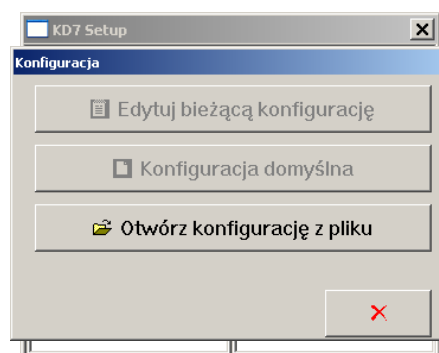 KD7 Setup
Konfiguracja
Edytuj bieżącą konfigurację
Konfiguracja domyślna
Otwórz konfigurację z pliku